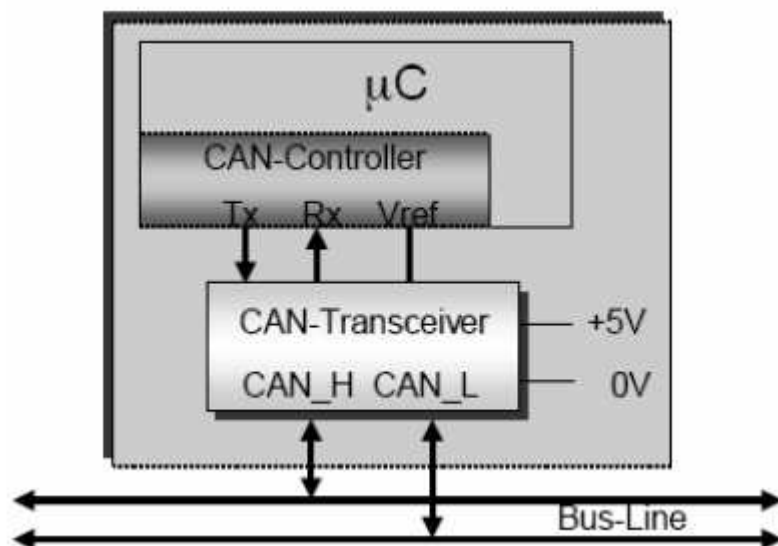 μC
CAN-Controller
Tx Rx Vref
CAN-Transceiver
+5V
CAN_H CAN_L
0V
Bus-Line